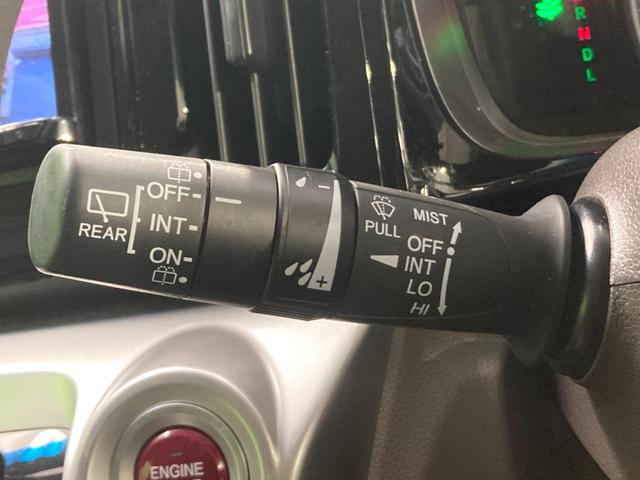 R
N
D
L
REAR
OFF
INT
ON
−
+
PULL
MIST
OFF
INT
LO
HI
ENGINE